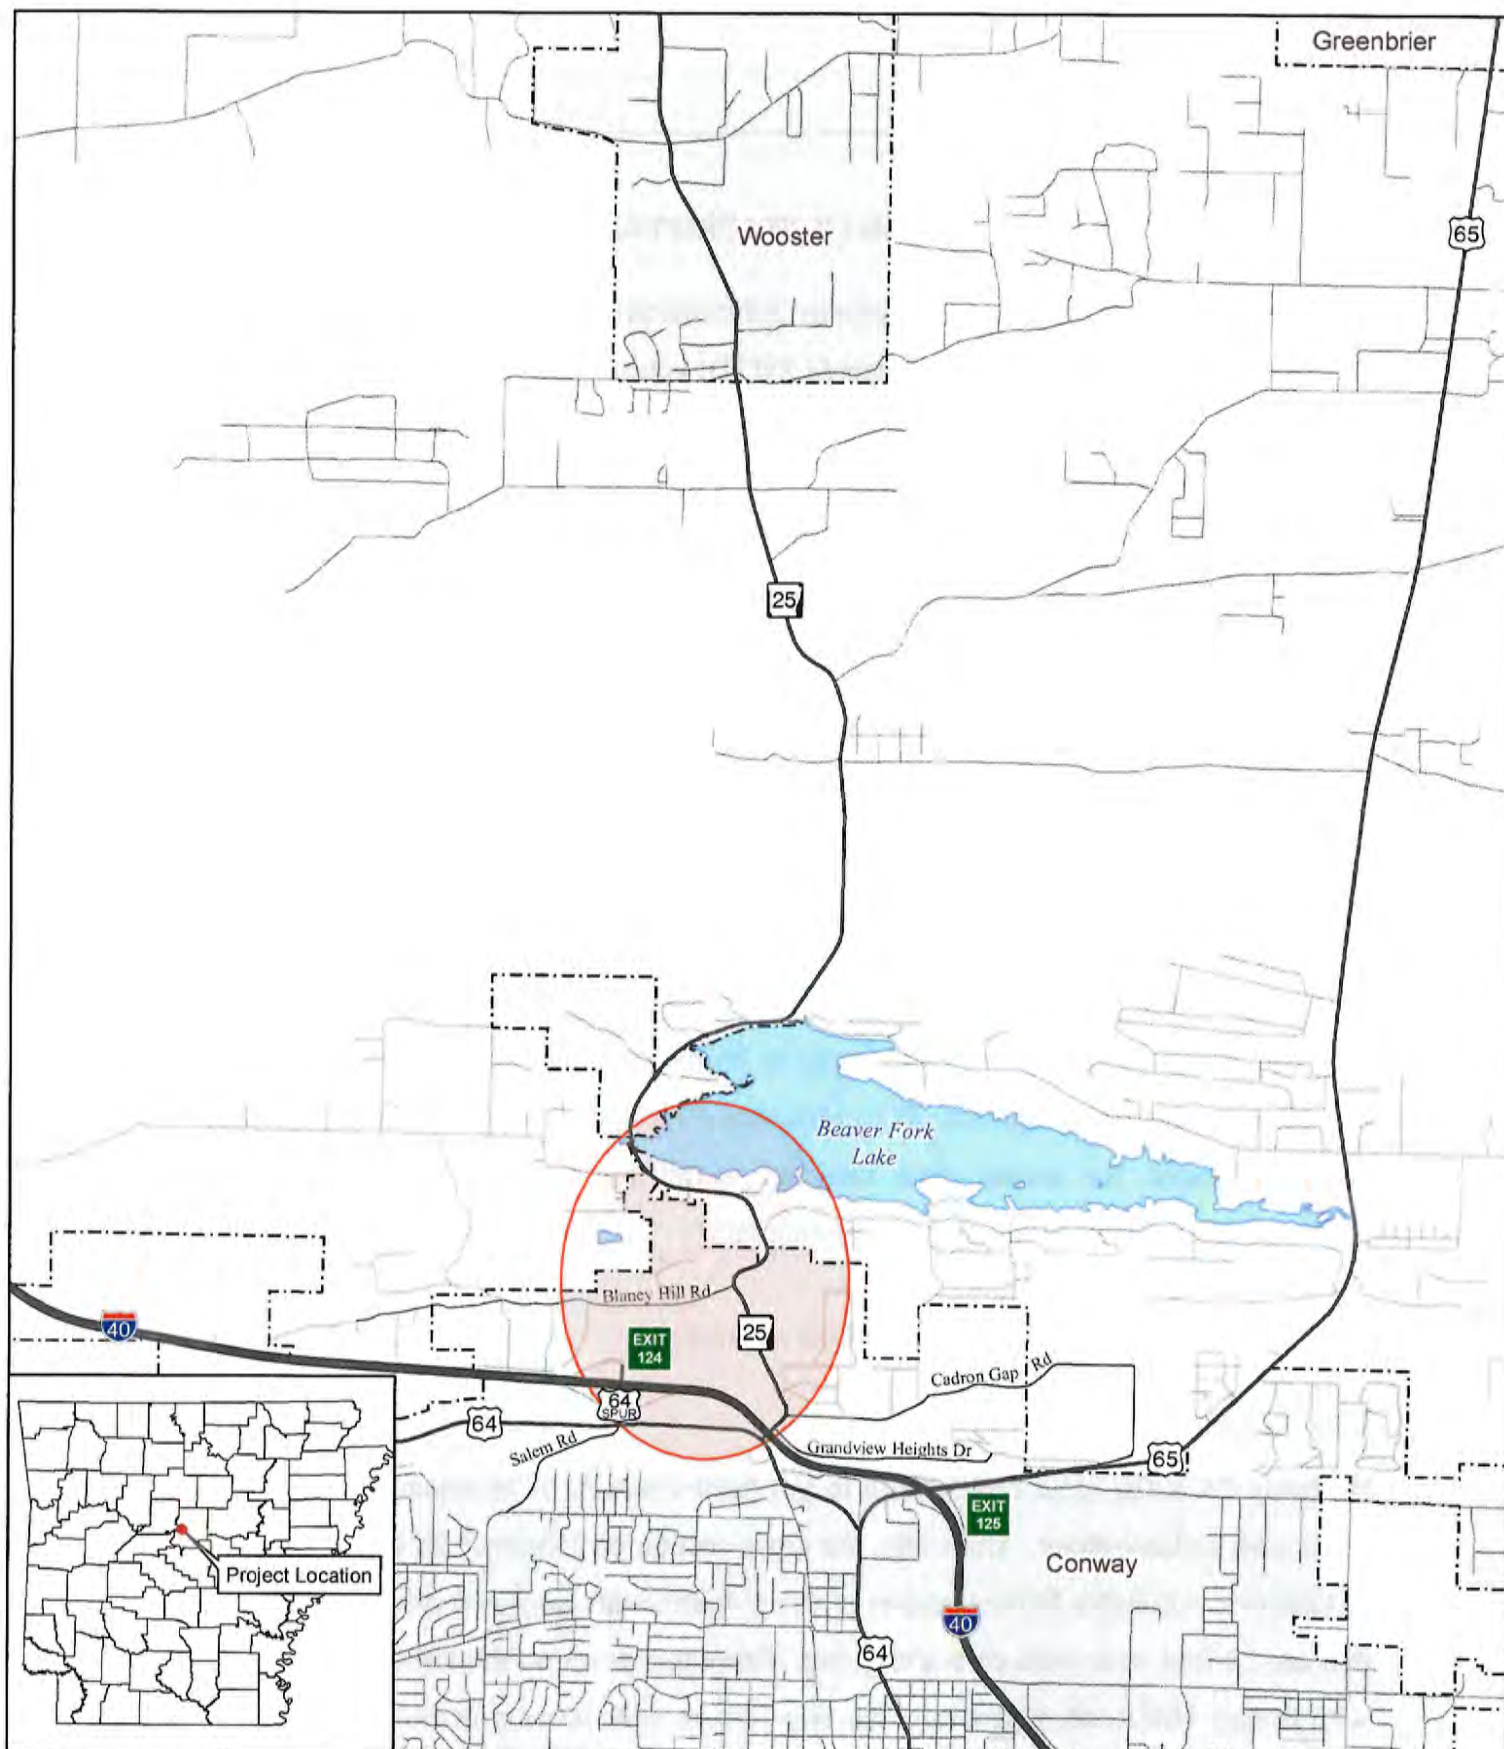 Greenbrier
65
Wooster
25
Beaver Fork
Lake
Blaney Hill Rd
40
EXIT
124
25
Cadron Gap Rd
64
SPUR
64
Salem Rd
Grandview Heights Dr
65
EXIT
125
Project Location
Conway
40
64